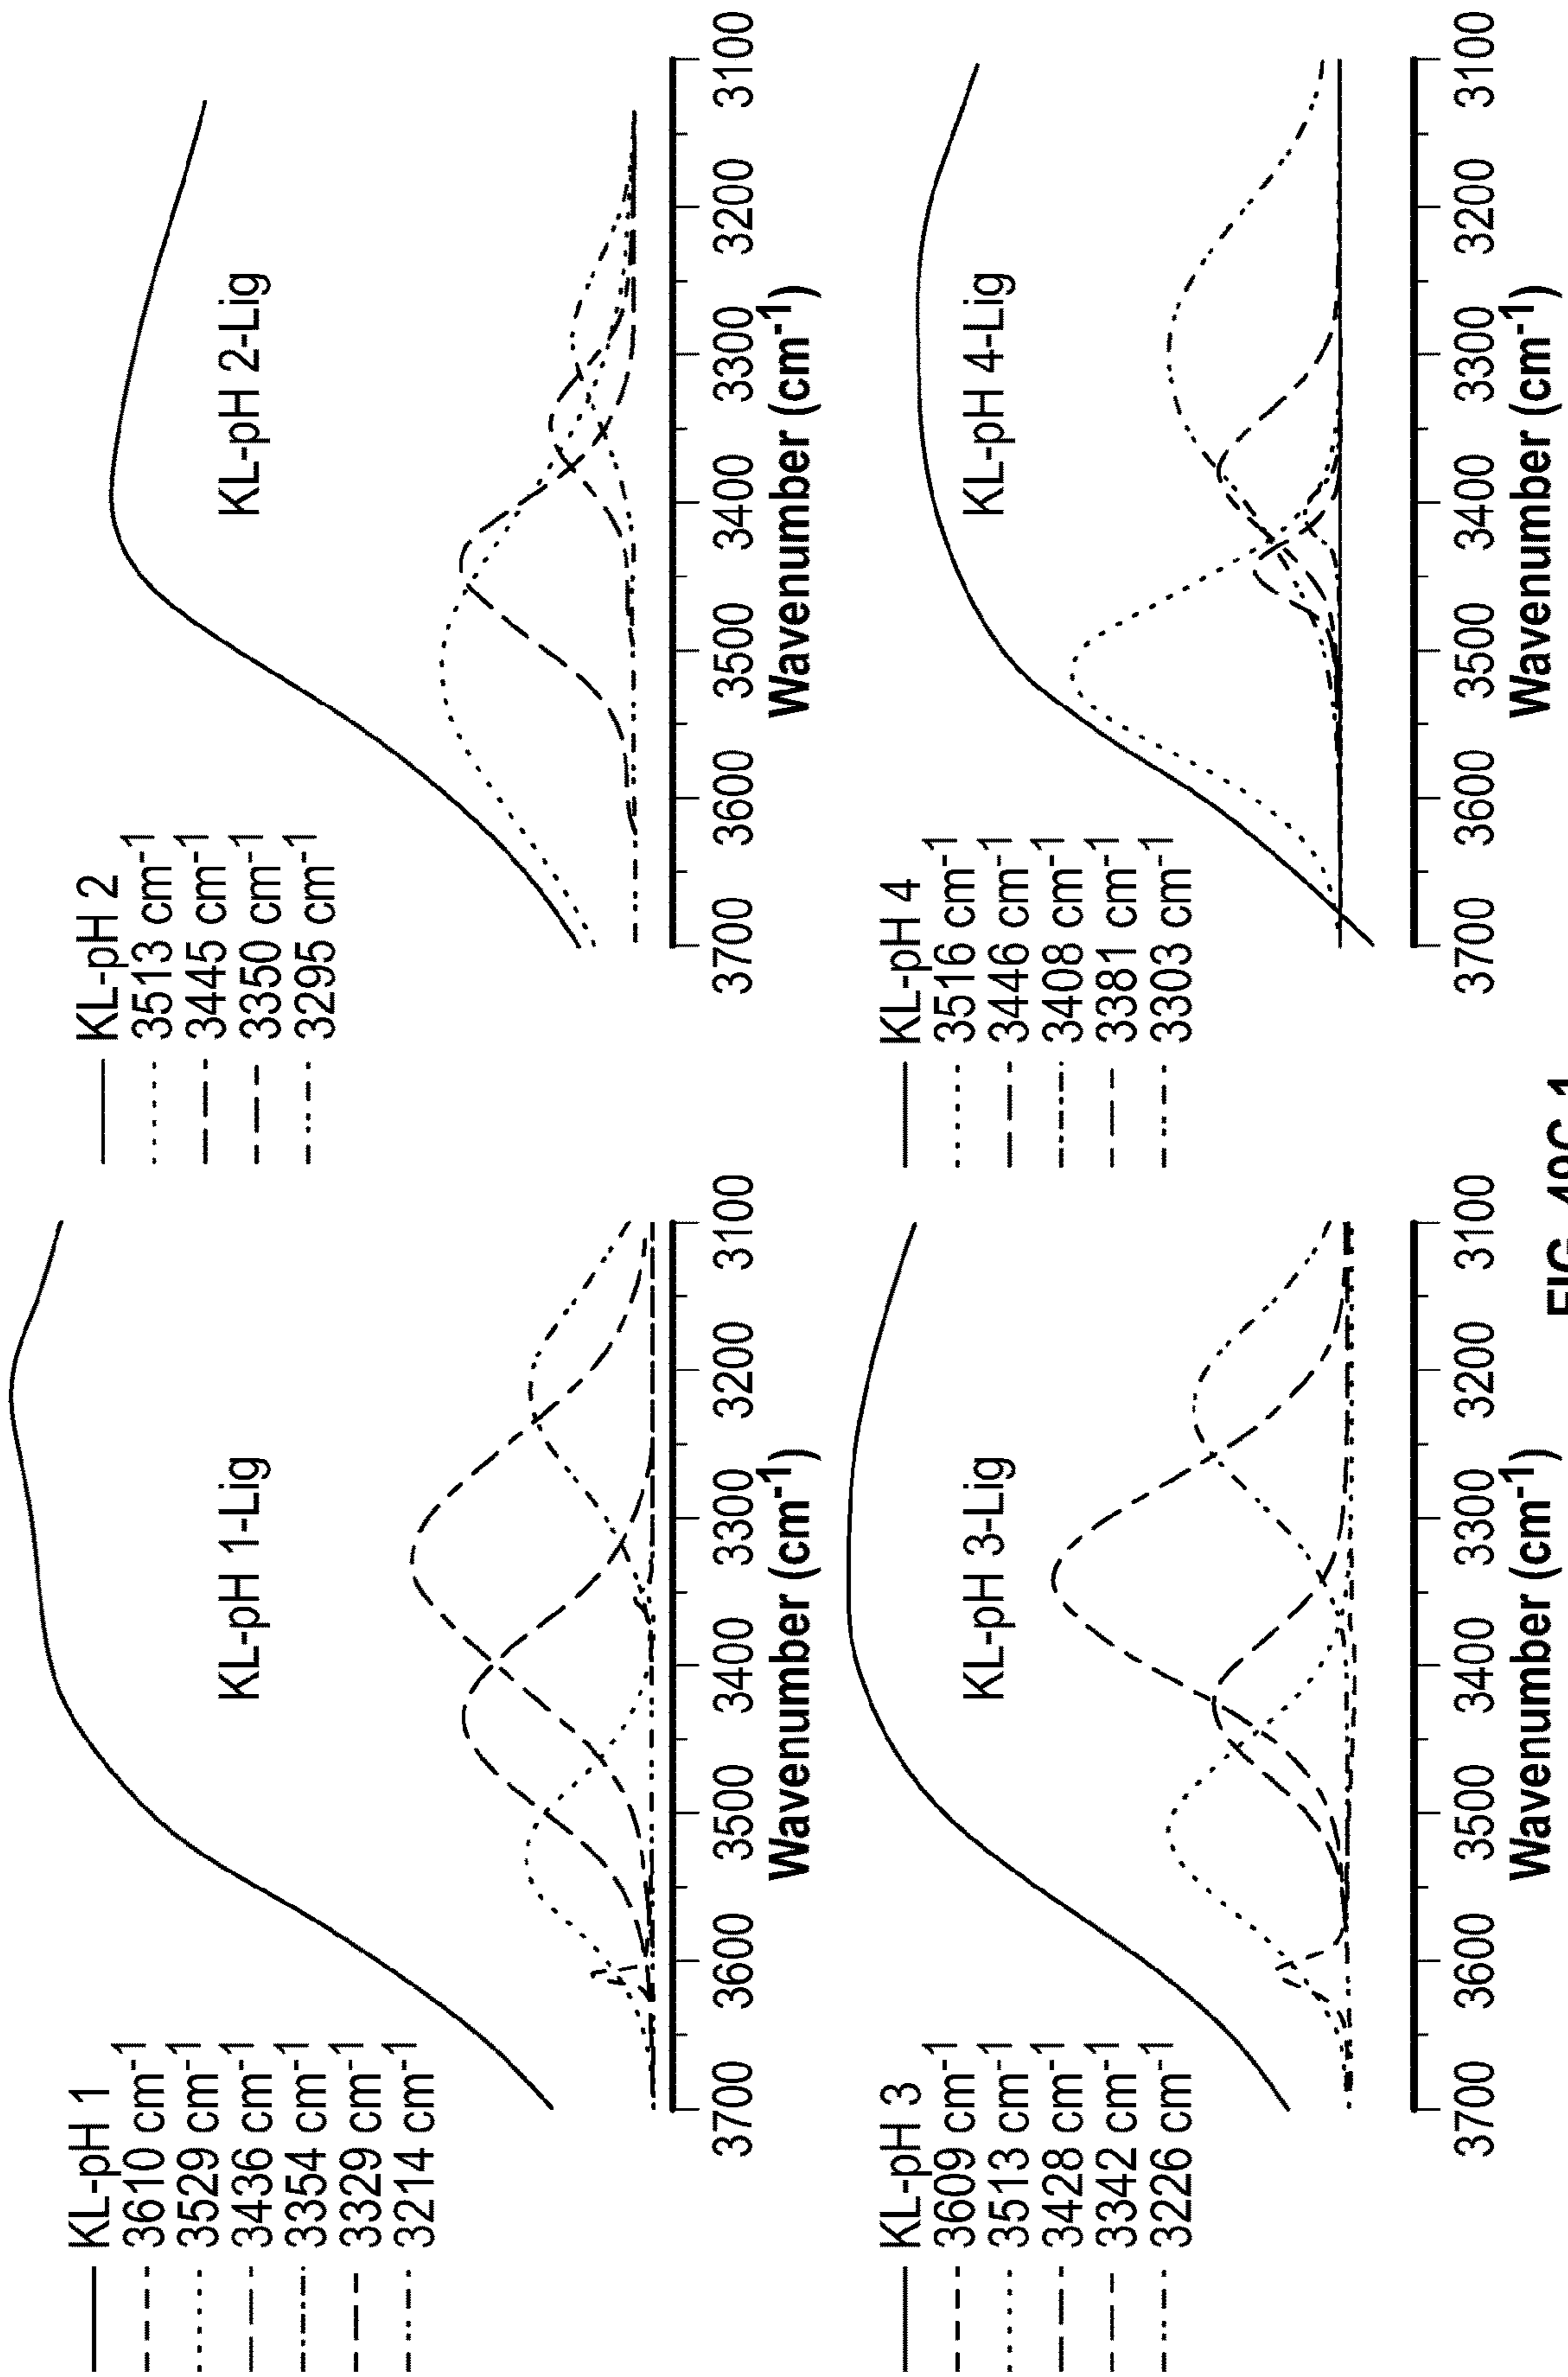 KL-pH 1
3610 cm-1
3529 cm-1
3436 cm-1
3354 cm-1
3329 cm-1
3214 cm-1
KL-pH 1-Lig
3700 3600 3500 3400 3300 3200 3100
Wavenumber (cm-1)
KL-pH 2
3513 cm-1
3445 cm-1
3350 cm-1
3295 cm-1
KL-pH 2-Lig
3700 3600 3500 3400 3300 3200 3100
Wavenumber (cm-1)
KL-pH 3
3609 cm-1
3513 cm-1
3428 cm-1
3342 cm-1
3226 cm-1
KL-pH 3-Lig
3700 3600 3500 3400 3300 3200 3100
Wavenumber (cm-1)
KL-pH 4
3516 cm-1
3446 cm-1
3408 cm-1
3381 cm-1
3303 cm-1
KL-pH 4-Lig
3700 3600 3500 3400 3300 3200 3100
Wavenumber (cm-1)
FIG. 49C-1